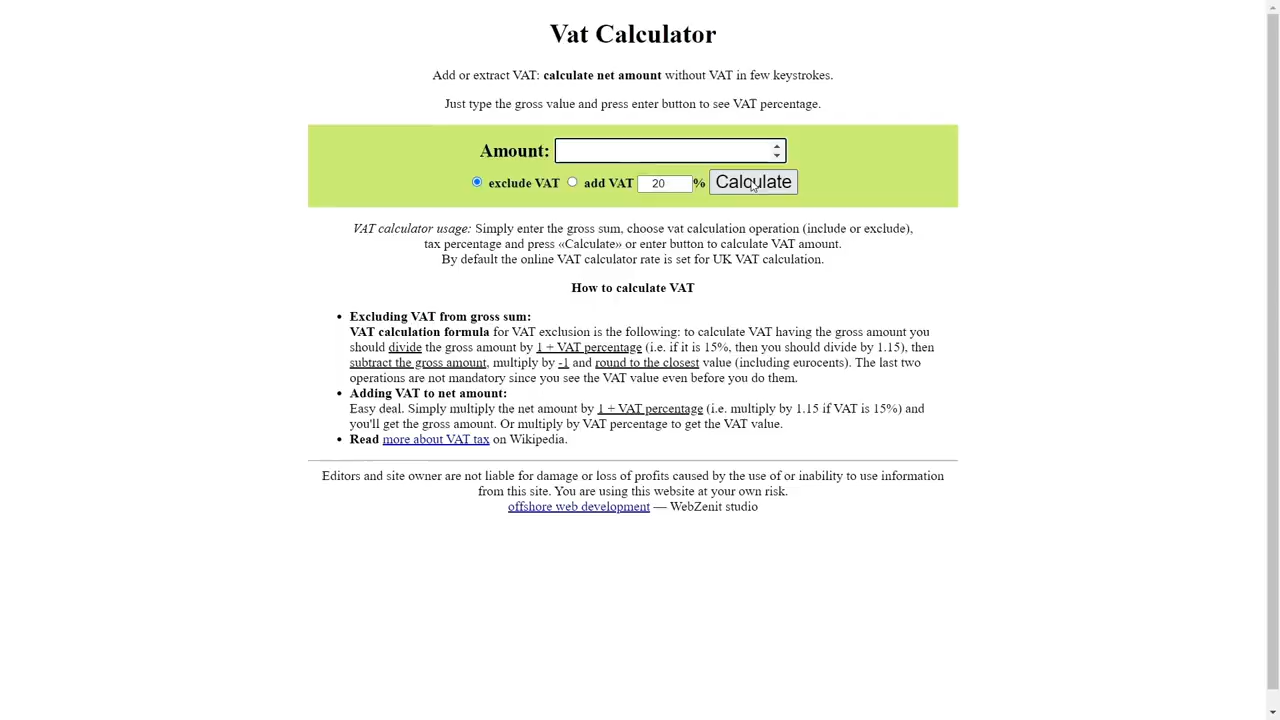 Vat Calculator
Add or extract VAT: calculate net amount without VAT in few keystrokes.
Just type the gross value and press enter button to see VAT percentage.
Amount:
exclude VAT add VAT 20 % Calculate
VAT calculator usage: Simply enter the gross sum, choose vat calculation operation (include or exclude),
tax percentage and press «Calculate» or enter button to calculate VAT amount.
By default the online VAT calculator rate is set for UK VAT calculation.
How to calculate VAT
• Excluding VAT from gross sum:
VAT calculation formula for VAT exclusion is the following: to calculate VAT having the gross amount you
should divide the gross amount by 1 + VAT percentage (i.e. if it is 15%, then you should divide by 1.15), then
subtract the gross amount, multiply by -1 and round to the closest value (including eurocents). The last two
operations are not mandatory since you see the VAT value even before you do them.
• Adding VAT to net amount:
Easy deal. Simply multiply the net amount by 1 + VAT percentage (i.e. multiply by 1.15 if VAT is 15%) and
you'll get the gross amount. Or multiply by VAT percentage to get the VAT value.
• Read more about VAT tax on Wikipedia.
Editors and site owner are not liable for damage or loss of profits caused by the use of or inability to use information
from this site. You are using this website at your own risk.
offshore web development — WebZenit studio